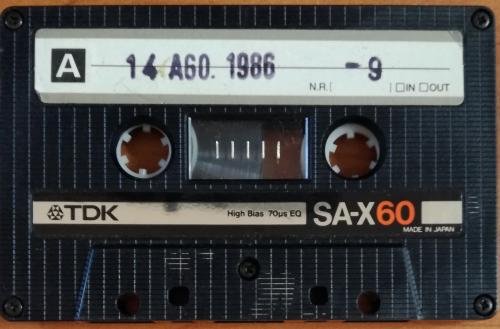 A 14 AGO. 1986 - 9
N.R.[ ] □IN □OUT
TDK High Bias 70µs EQ SA-X60
MADE IN JAPAN